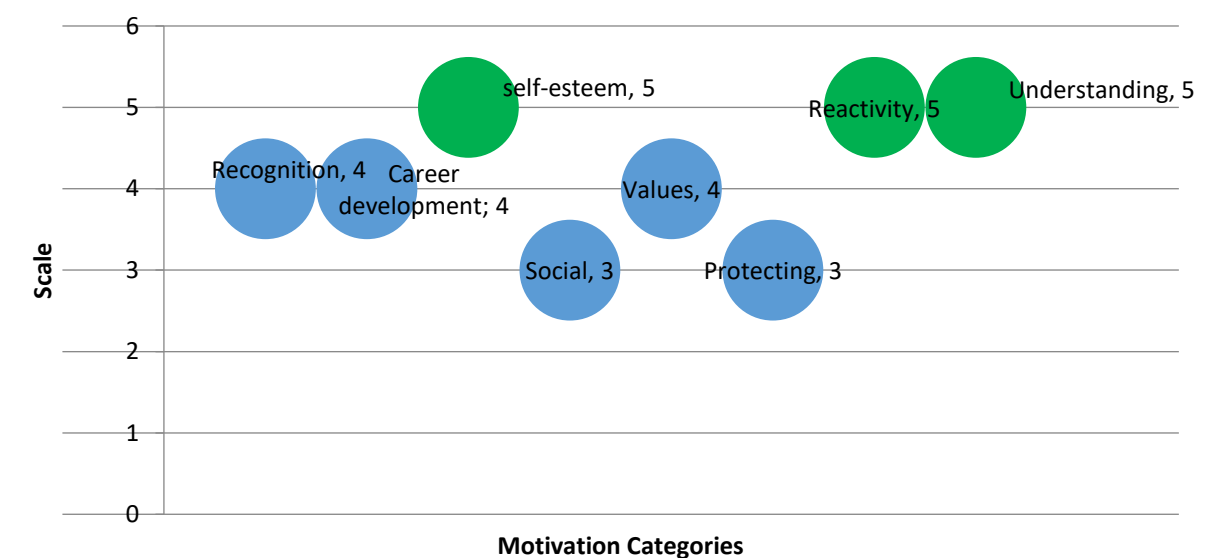 6
self-esteem, 5
Understanding, 5
5
Reactivity, 5
Recognition, 4
Career
development; 4
4
Values, 4
3
Social, 3
Protecting, 3
Scale
2
1
0
Motivation Categories